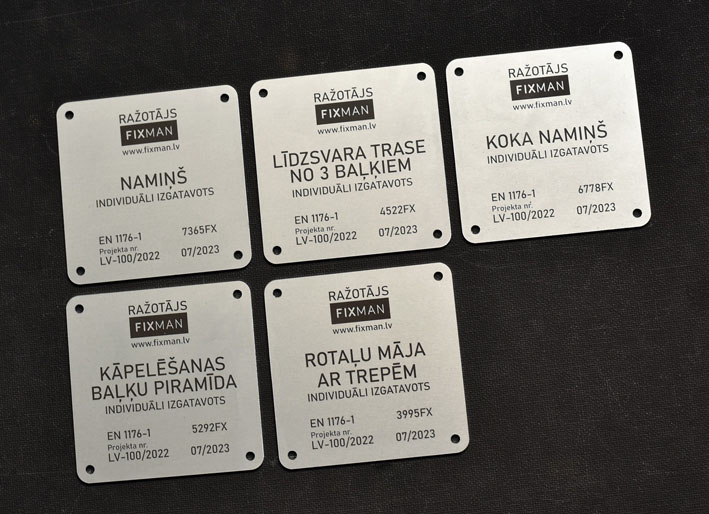 RAŽOTĀJS
FIXMAN
www.fixman.lv
NAMIŅŠ
INDIVIDUĀLI IZGATAVOTS
EN 1176-1 7365FX
Projekta nr.
LV-100/2022 07/2023
RAŽOTĀJS
FIXMAN
www.fixman.lv
LĪDZSVARA TRASE
NO 3 BAĻĶIEM
INDIVIDUĀLI IZGATAVOTS
EN 1176-1 4522FX
Projekta nr.
LV-100/2022 07/2023
RAŽOTĀJS
FIXMAN
www.fixman.lv
KOKA NAMIŅŠ
INDIVIDUĀLI IZGATAVOTS
EN 1176-1 6778FX
Projekta nr.
LV-100/2022 07/2023
RAŽOTĀJS
FIXMAN
www.fixman.lv
KĀPELĒŠANAS
BAĻĶU PIRAMĪDA
INDIVIDUĀLI IZGATAVOTS
EN 1176-1 5292FX
Projekta nr.
LV-100/2022 07/2023
RAŽOTĀJS
FIXMAN
www.fixman.lv
ROTAĻU MĀJA
AR TREPĒM
INDIVIDUĀLI IZGATAVOTS
EN 1176-1 3995FX
Projekta nr.
LV-100/2022 07/2023